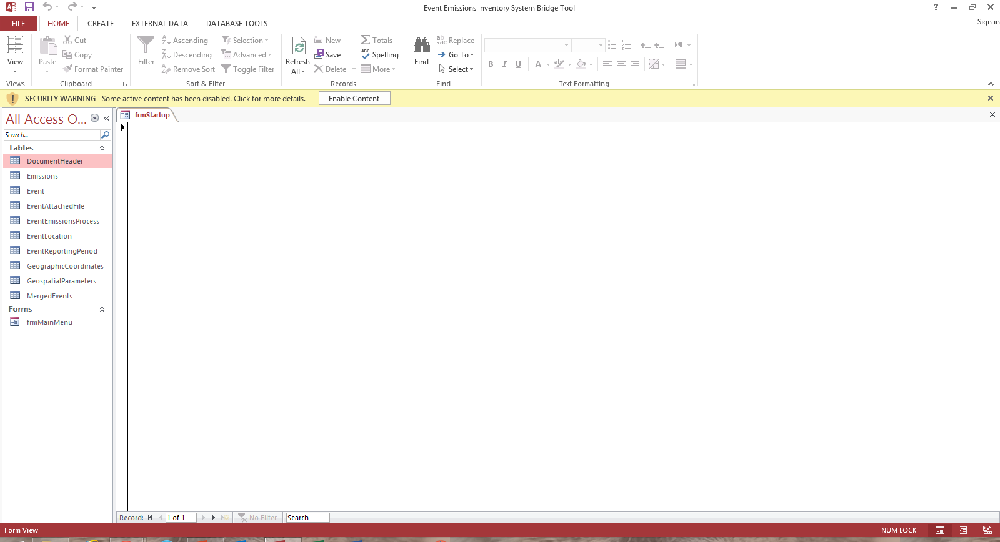 Event Emissions Inventory System Bridge Tool
?
FILE HOME CREATE EXTERNAL DATA DATABASE TOOLS
Sign in
View
Views
Paste
Cut
Copy
Format Painter
Clipboard
Filter
Ascending
Descending
Remove Sort
Selection
Advanced
Toggle Filter
Sort & Filter
Refresh
All
New
Save
Delete
Totals
Spelling
More
Records
Find
Replace
Go To
Select
Find
B I U A
Text Formatting
SECURITY WARNING Some active content has been disabled. Click for more details. Enable Content
All Access O...
Search...
Tables
DocumentHeader
Emissions
Event
EventAttachedFile
EventEmissionsProcess
EventLocation
EventReportingPeriod
GeographicCoordinates
GeospatialParameters
MergedEvents
Forms
frmMainMenu
frmStartup
Record: 1 of 1 No Filter Search
Form View
NUM LOCK